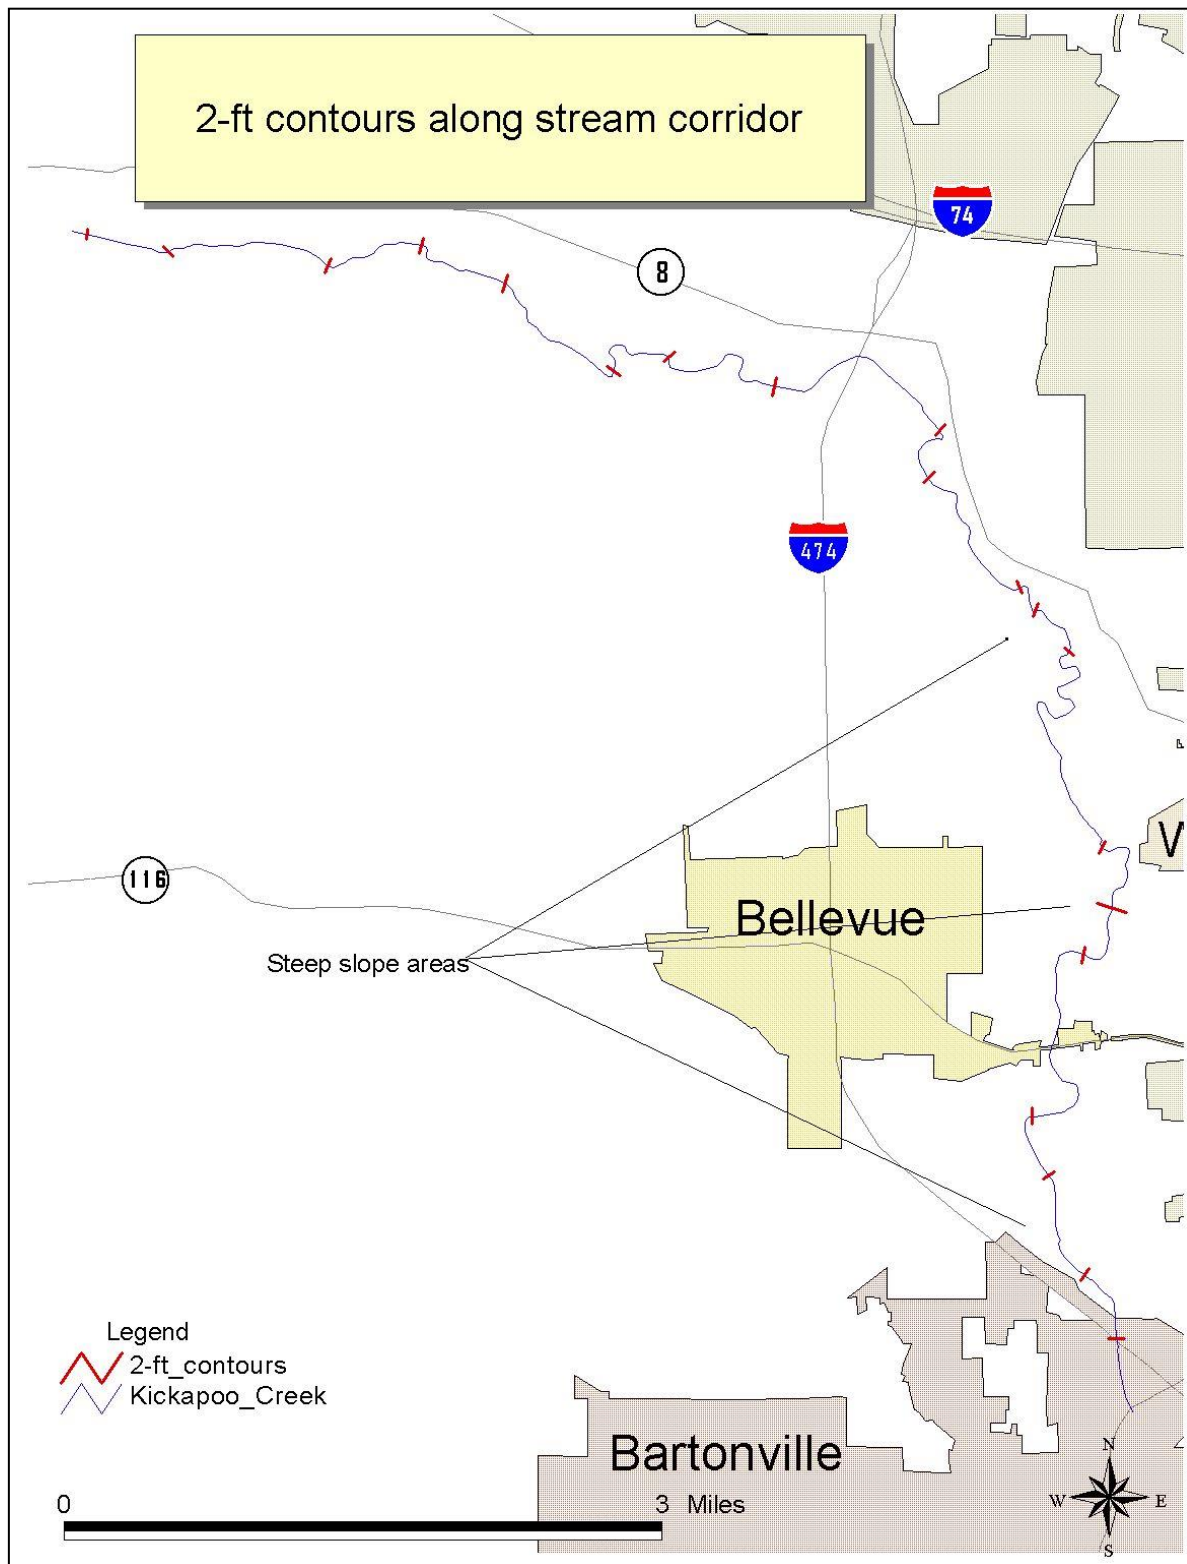 2-ft contours along stream corridor
74
8
474
V
116
Bellevue
Steep slope areas
Legend
2-ft_contours
Kickapoo_Creek
Bartonville
N
W E
S
0 3 Miles